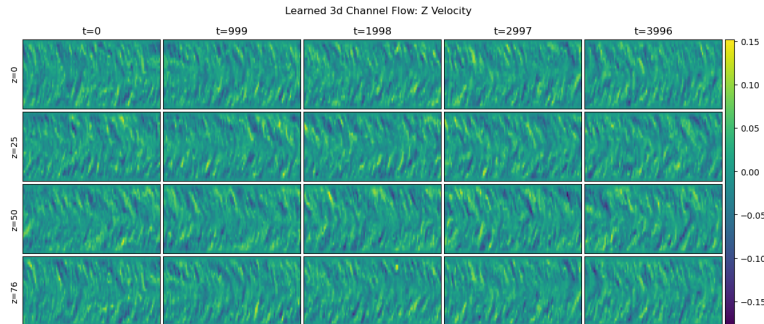 Learned 3d Channel Flow: Z Velocity
t=0 t=999 t=1998 t=2997 t=3996
z=0
z=25
z=50
z=76
0.15
0.10
0.05
0.00
−0.05
−0.10
−0.15